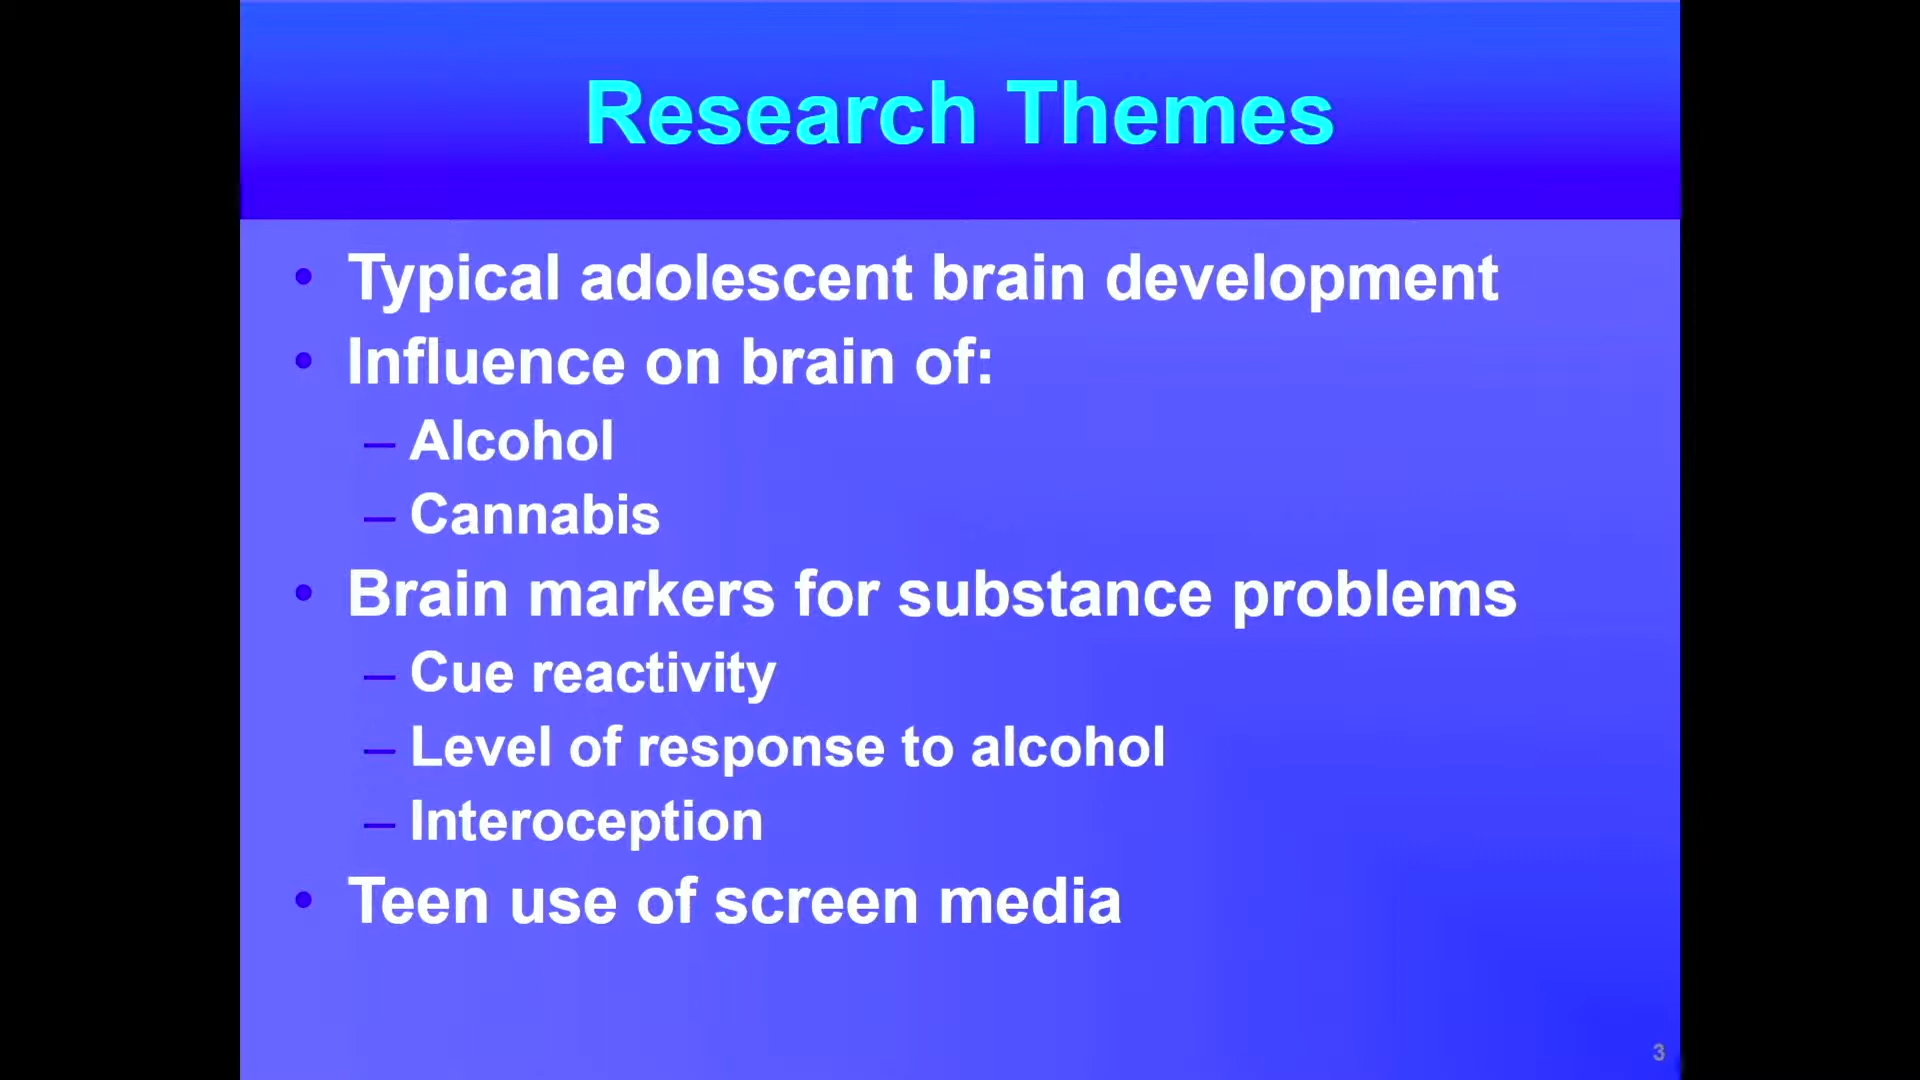 Research Themes
• Typical adolescent brain development
• Influence on brain of:
– Alcohol
– Cannabis
• Brain markers for substance problems
– Cue reactivity
– Level of response to alcohol
– Interoception
• Teen use of screen media
3